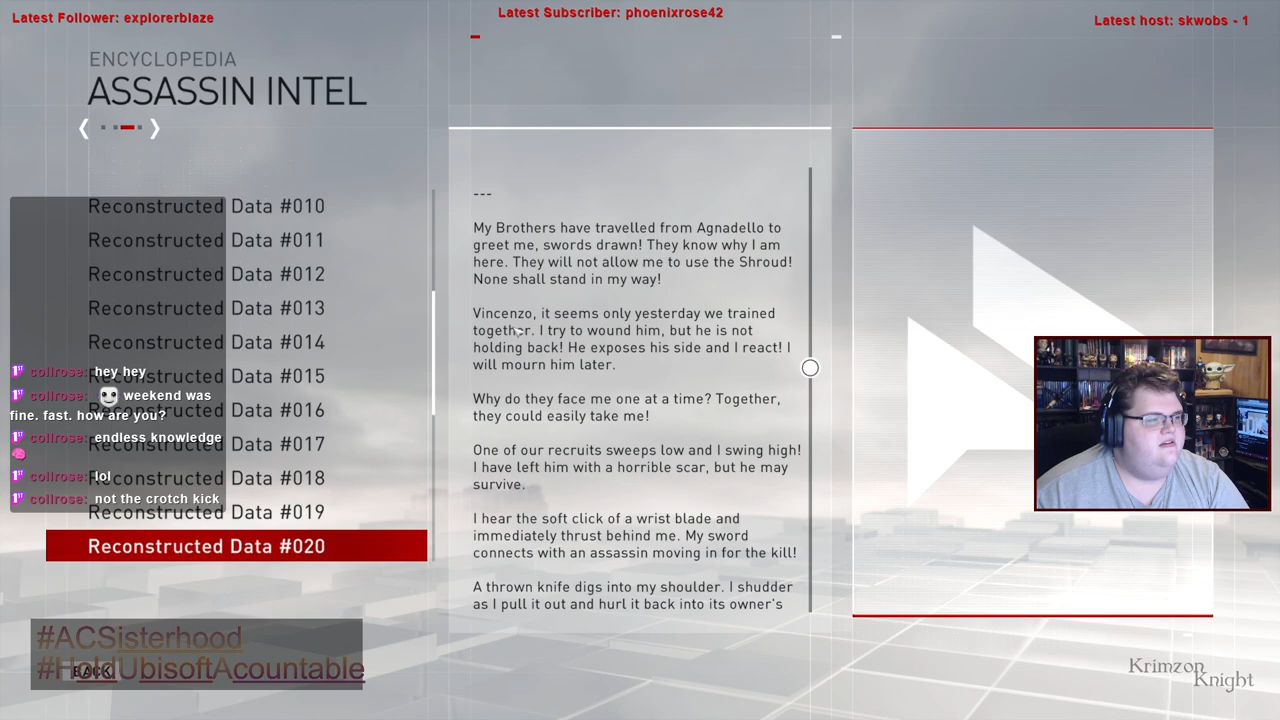 Latest Follower: explorerblaze
Latest Subscriber: phoenixrose42
Latest host: skwobs - 1
ENCYCLOPEDIA
ASSASSIN INTEL
Reconstructed Data #010
Reconstructed Data #011
Reconstructed Data #012
Reconstructed Data #013
Reconstructed Data #014
Reconstructed Data #015
Reconstructed Data #016
Reconstructed Data #017
Reconstructed Data #018
Reconstructed Data #019
Reconstructed Data #020
collrose: hey hey
collrose: weekend was
fine. fast. how are you?
collrose: endless knowledge
collrose: lol
collrose: not the crotch kick
---
My Brothers have travelled from Agnadello to
greet me, swords drawn! They know why I am
here. They will not allow me to use the Shroud!
None shall stand in my way!
Vincenzo, it seems only yesterday we trained
together. I try to wound him, but he is not
holding back! He exposes his side and I react! I
will mourn him later.
Why do they face me one at a time? Together,
they could easily take me!
One of our recruits sweeps low and I swing high!
I have left him with a horrible scar, but he may
survive.
I hear the soft click of a wrist blade and
immediately thrust behind me. My sword
connects with an assassin moving in for the kill!
A thrown knife digs into my shoulder. I shudder
as I pull it out and hurl it back into its owner's
#ACSisterhood
#HoldUbisoftAcountable
BACK
Krimzon
Knight